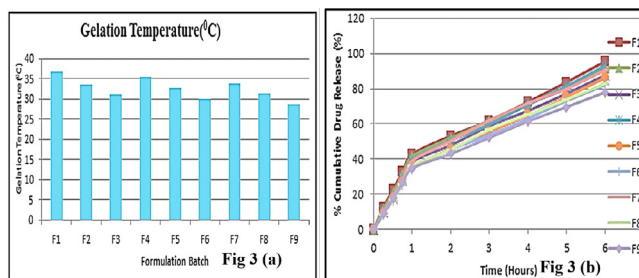 Gelation Temperature(⁰C)
Gelation Temperature (⁰C)
40
35
30
25
20
15
10
5
0
F1 F2 F3 F4 F5 F6 F7 F8 F9
Formulation Batch Fig 3 (a)
% Cumulative Drug Release (%)
120
100
80
60
40
20
0
0 1 2 3 4 5 6
Time (Hours) Fig 3 (b)
F1
F2
F3
F4
F5
F6
F7
F8
F9